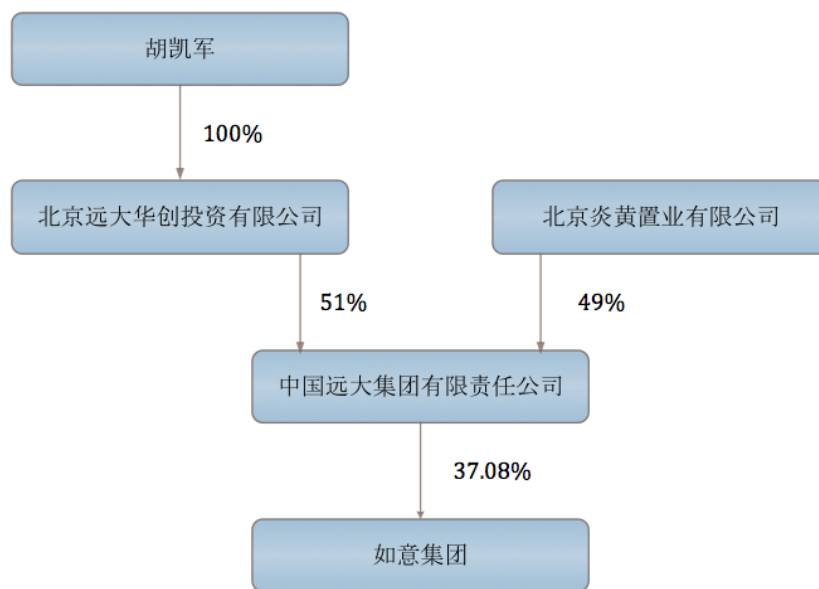 胡凯军
100%
北京远大华创投资有限公司
北京炎黄置业有限公司
51%
49%
中国远大集团有限责任公司
37.08%
如意集团